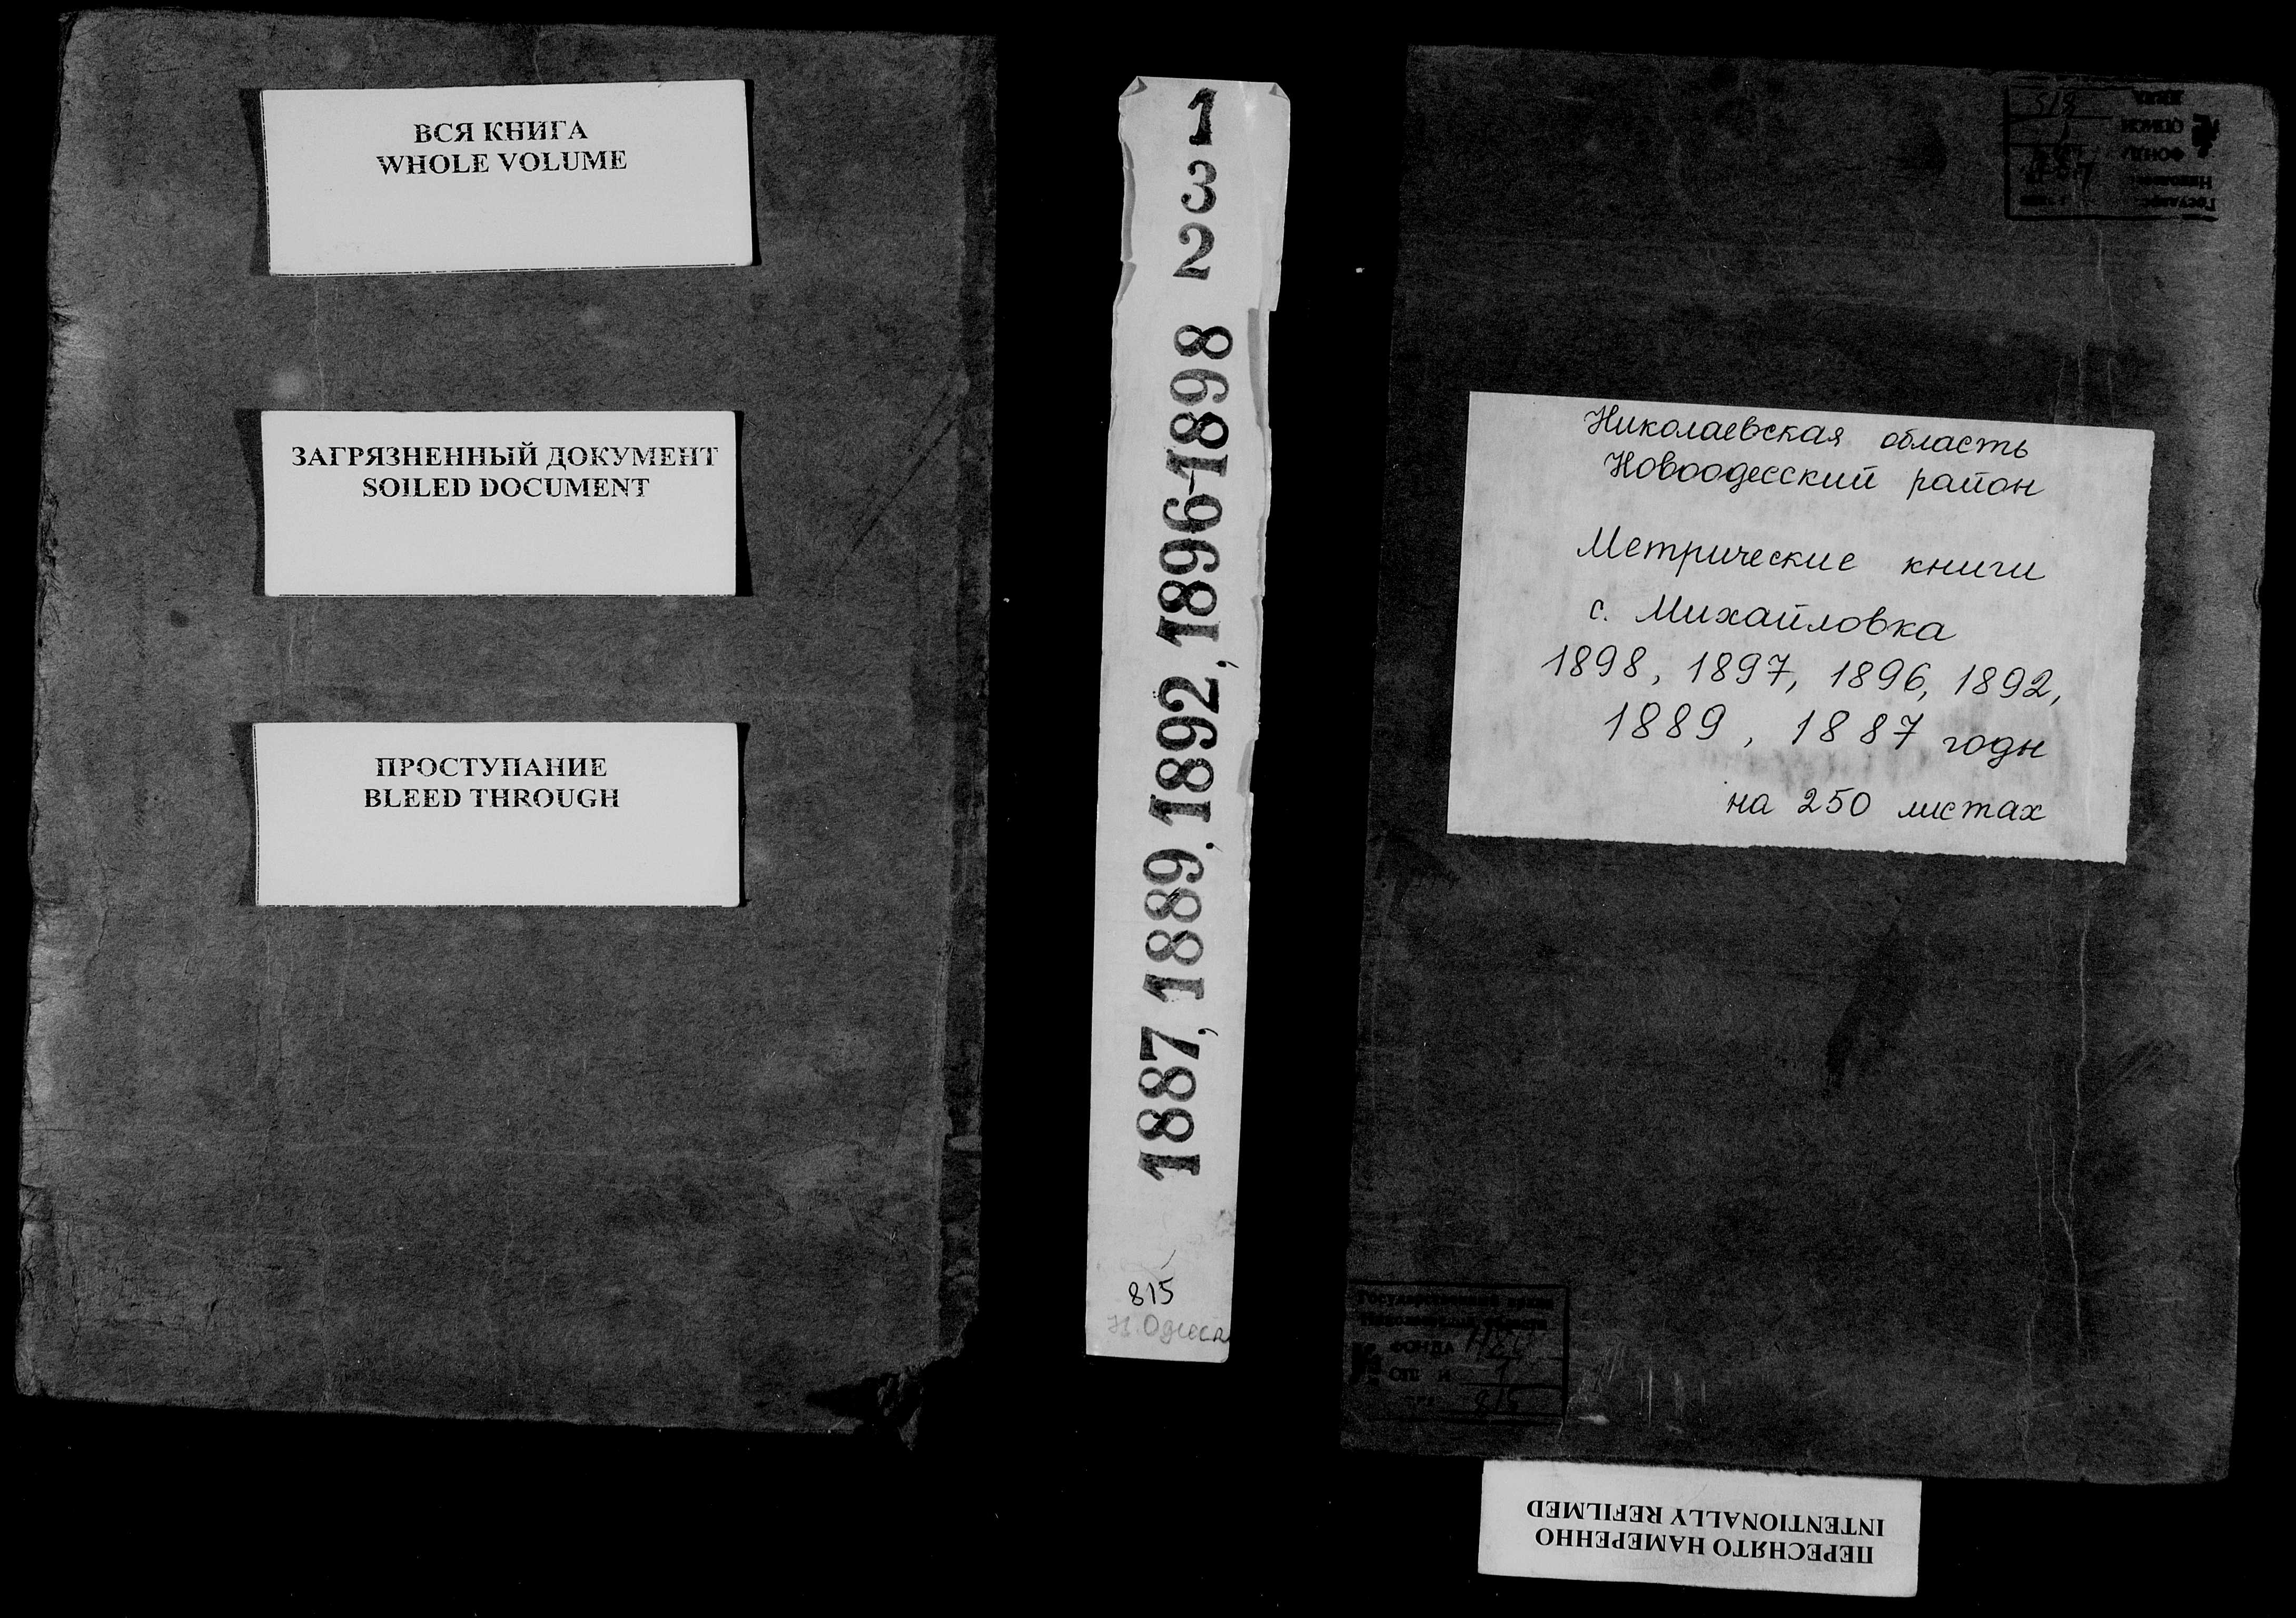 ВСЯ КНИГА
WHOLE VOLUME
ЗАГРЯЗНЕННЫЙ ДОКУМЕНТ
SOILED DOCUMENT
ПРОСТУПАНИЕ
BLEED THROUGH
1
3
2
1887, 1889, 1892, 1896-1898
815
Н. Одесса
Николаевская область
Новоодесский район
Метрические книги
с. Михайловка
1898, 1897, 1896, 1892,
1889, 1887 годы
на 250 листах
ФОНДА
815
ПЕРЕСНЯТО НАМЕРЕННО
INTENTIONALLY REFILMED